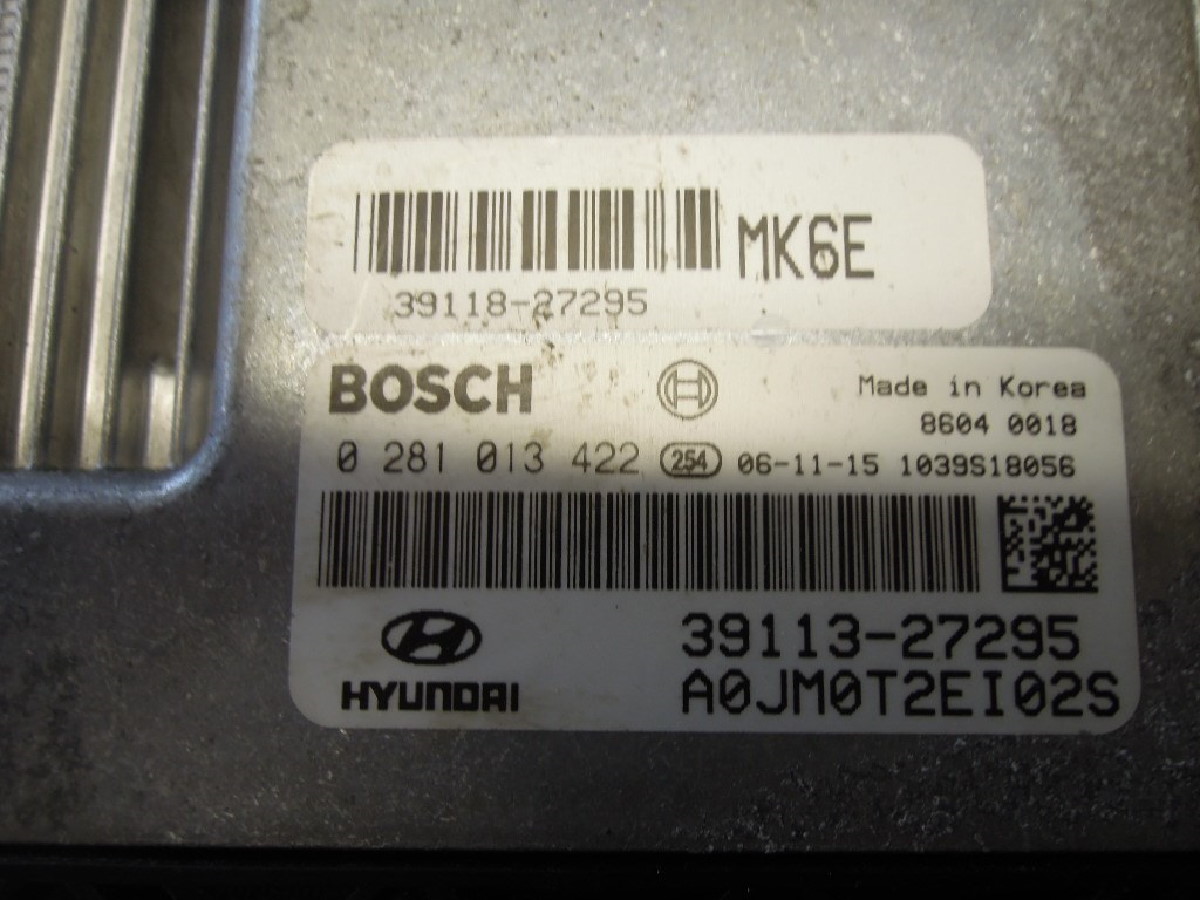 MK6E
39118-27295
BOSCH
Made in Korea
8604 0018
0 281 013 422 254 06-11-15 1039S18056
39113-27295
HYUNDAI A0JM0T2EI02S